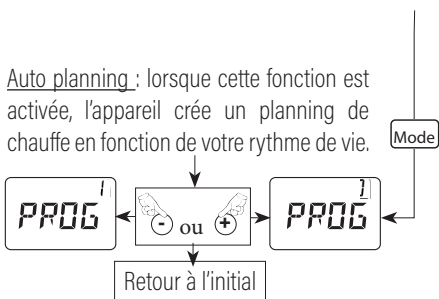 Auto planning : lorsque cette fonction est
activée, l'appareil crée un planning de
chauffe en fonction de votre rythme de vie.
Mode
1
PROG
- ou +
PROG
Retour à l'initial